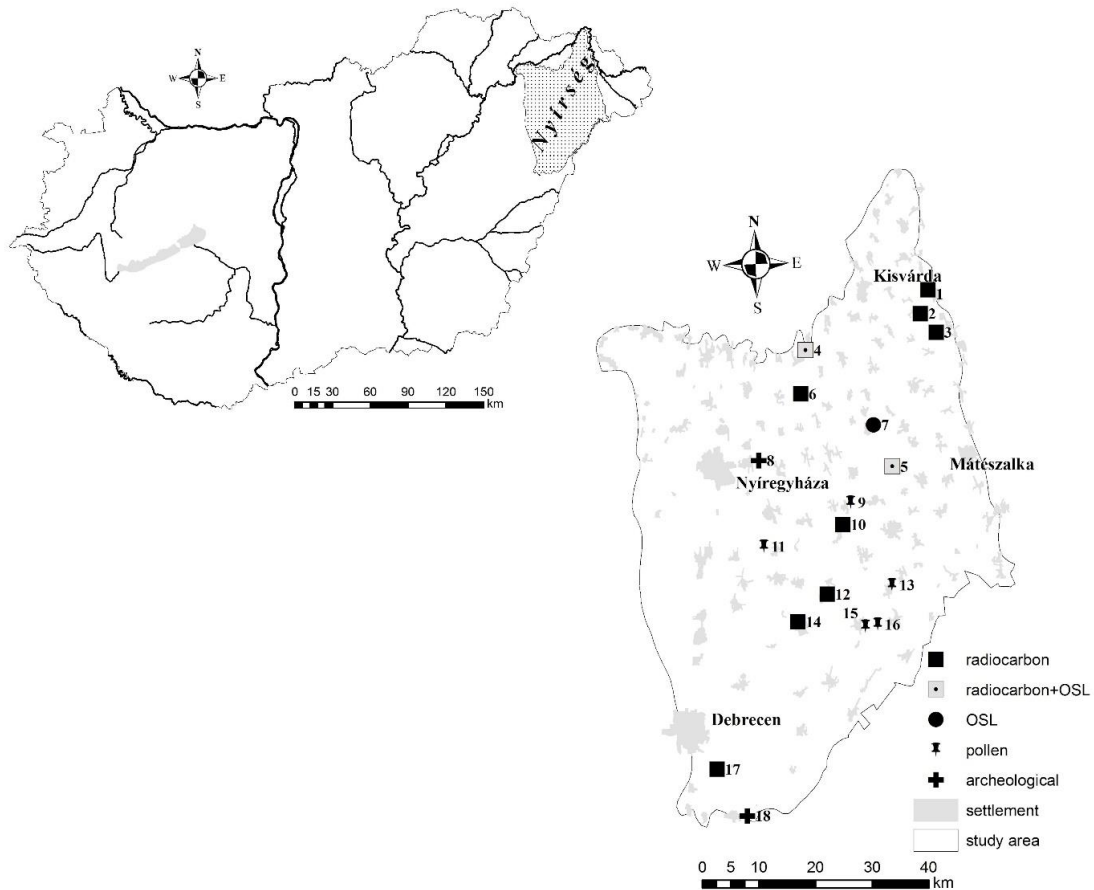 N
W E
S
Nyírség
0 15 30 60 90 120 150
km
N
W E
S
Kisvárda
1
2
3
4
6
7
8
5
Mátészalka
Nyíregyháza
9
10
11
13
12
15 16
14
Debrecen
17
18
radiocarbon
radiocarbon+OSL
OSL
pollen
archeological
settlement
study area
0 5 10 20 30 40
km